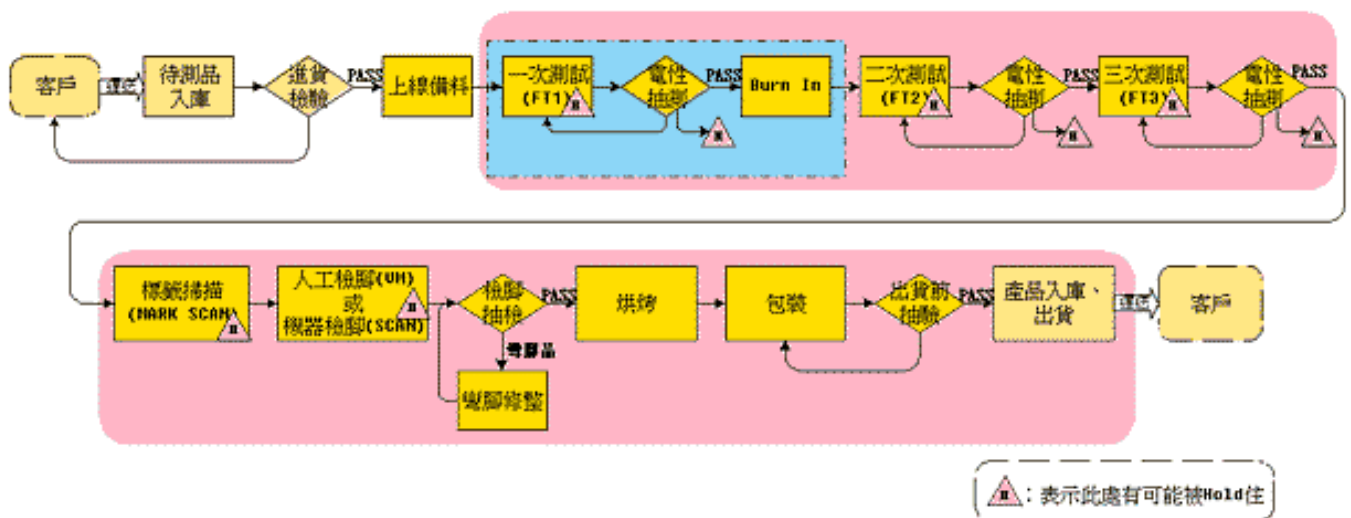 客戶
運送
待測品
入庫
進貨
檢驗
PASS
上線備料
一次測試
(FT1)
H
電性
抽測
PASS
H
Burn In
二次測試
(FT2)
H
電性
抽測
PASS
H
三次測試
(FT3)
H
電性
抽測
PASS
H
標籤掃描
(MARK SCAN)
H
人工檢腳(VM)
或
機器檢腳(SCAN)
H
檢腳
抽檢
PASS
彎腳品
彎腳修整
烘烤
包裝
出貨前
抽驗
PASS
產品入庫、
出貨
運送
客戶
H：表示此處有可能被Hold住